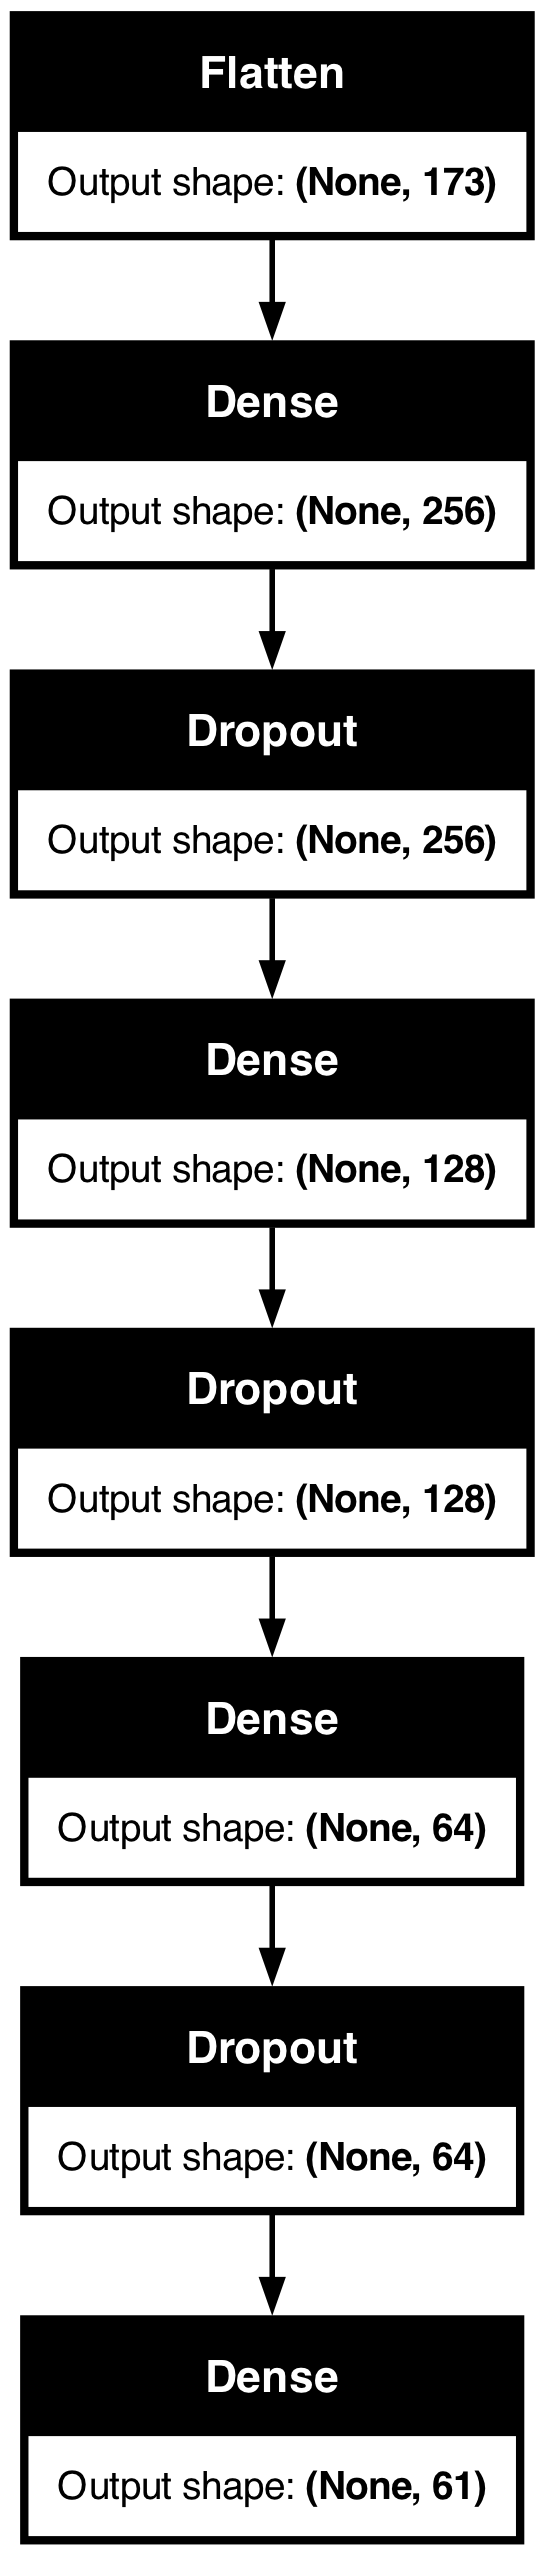 Flatten
Output shape: (None, 173)
Dense
Output shape: (None, 256)
Dropout
Output shape: (None, 256)
Dense
Output shape: (None, 128)
Dropout
Output shape: (None, 128)
Dense
Output shape: (None, 64)
Dropout
Output shape: (None, 64)
Dense
Output shape: (None, 61)